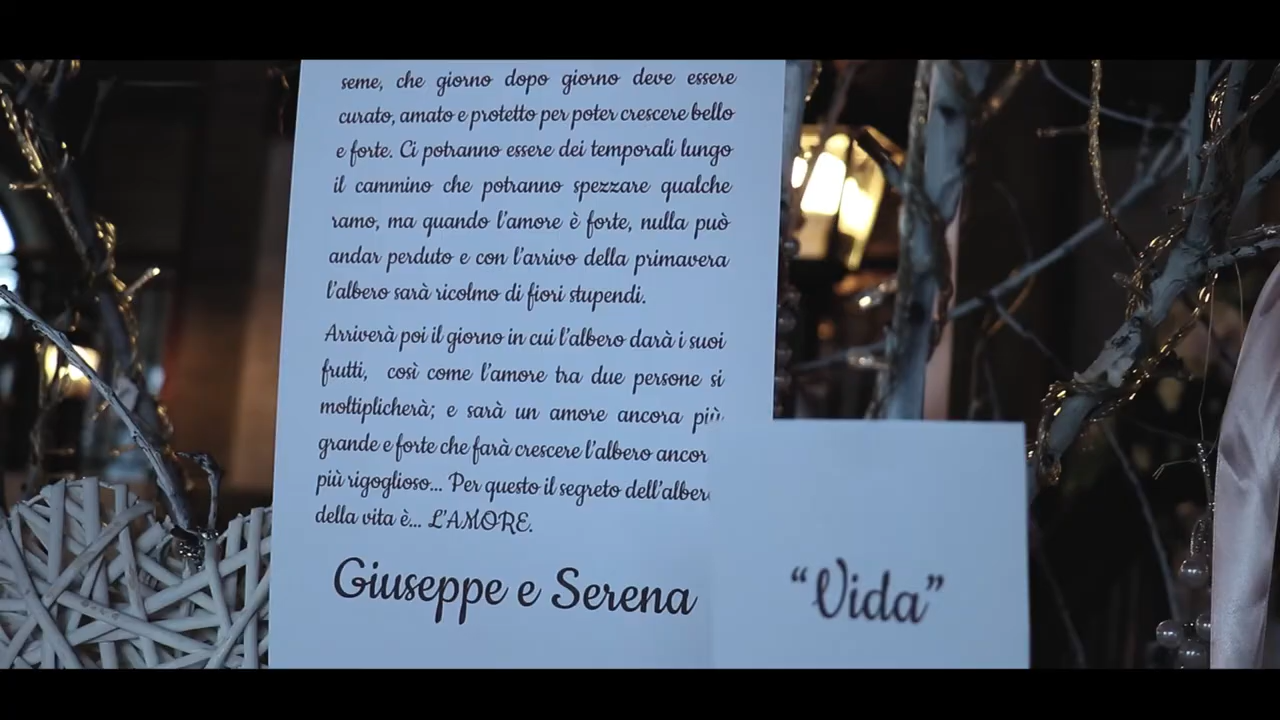 seme, che giorno dopo giorno deve essere
curato, amato e protetto per poter crescere bello
e forte. Ci potranno essere dei temporali lungo
il cammino che potranno spezzare qualche
ramo, ma quando l'amore è forte, nulla può
andar perduto e con l'arrivo della primavera
l'albero sarà ricolmo di fiori stupendi.
Arriverà poi il giorno in cui l'albero darà i suoi
frutti, così come l'amore tra due persone si
moltiplicherà; e sarà un amore ancora più
grande e forte che farà crescere l'albero ancor
più rigoglioso... Per questo il segreto dell'alber
della vita è... L'AMORE.
Giuseppe e Serena
“Vida”